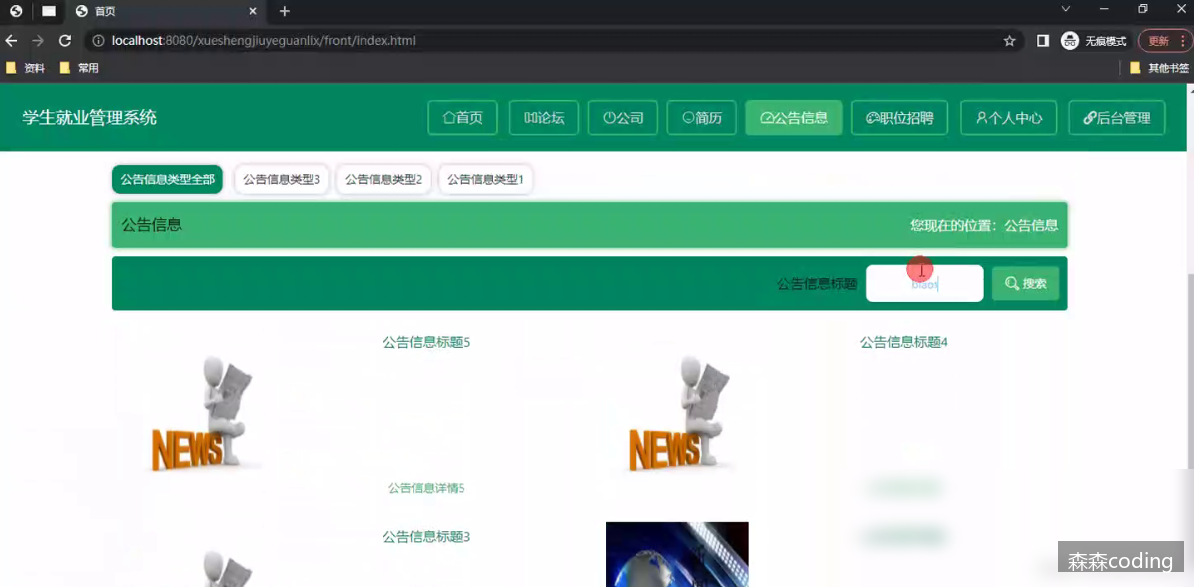 首页
localhost:8080/xueshengjiuyeguanlix/front/index.html
无痕模式
更新
资料
常用
其他书签
学生就业管理系统
首页
论坛
公司
简历
公告信息
职位招聘
个人中心
后台管理
公告信息类型全部
公告信息类型3
公告信息类型2
公告信息类型1
公告信息
您现在的位置：公告信息
公告信息标题
搜索
公告信息标题5
公告信息标题4
NEWS
NEWS
公告信息详情5
公告信息标题3
森森coding